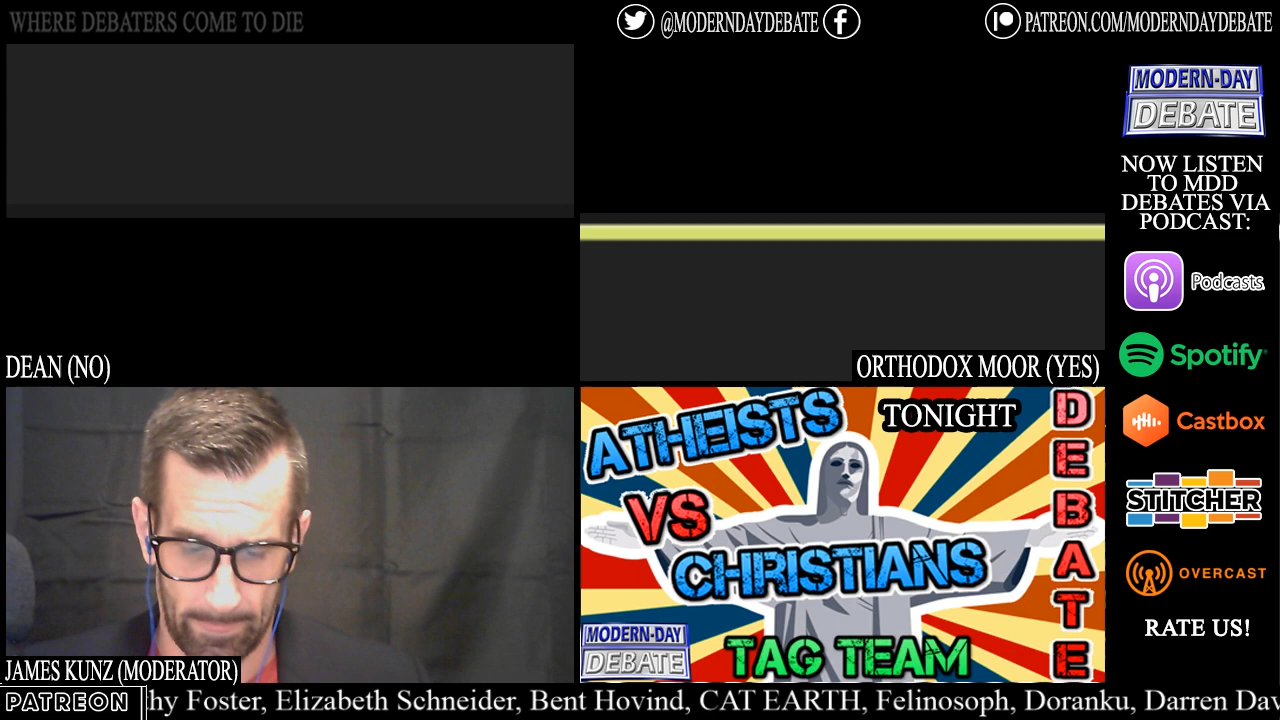 WHERE DEBATERS COME TO DIE
@MODERNDAYDEBATE
PATREON.COM/MODERNDAYDEBATE
MODERN-DAY
DEBATE
NOW LISTEN
TO MDD
DEBATES VIA
PODCAST:
Podcasts
Spotify
Castbox
STITCHER
OVERCAST
RATE US!
DEAN (NO)
ORTHODOX MOOR (YES)
ATHEISTS
VS
CHRISTIANS
TAG TEAM
TONIGHT
DEBATE
MODERN-DAY
DEBATE
JAMES KUNZ (MODERATOR)
PATREON
hy Foster, Elizabeth Schneider, Bent Hovind, CAT EARTH, Felinosoph, Doranku, Darren Dav